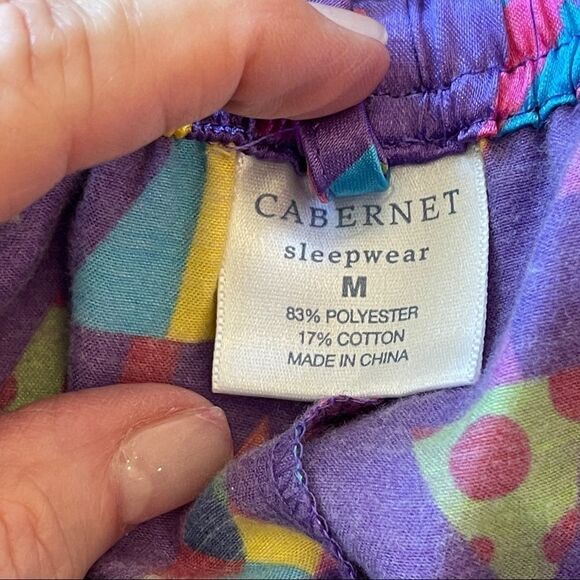 CABERNET
sleepwear
M
83% POLYESTER
17% COTTON
MADE IN CHINA